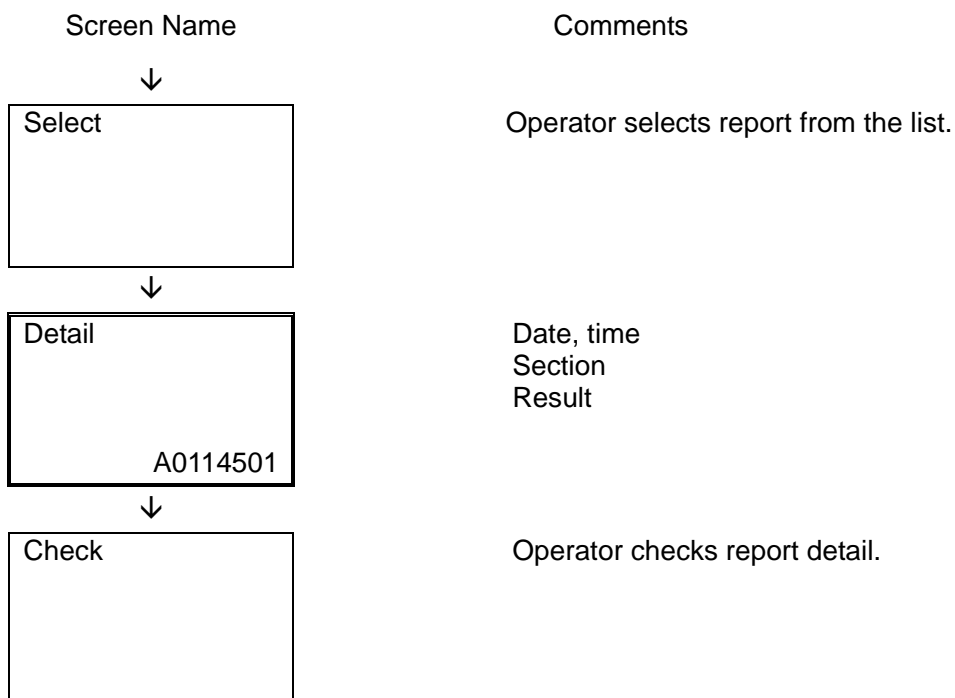 Screen Name Comments
Select Operator selects report from the list.
Detail Date, time
Section
Result
A0114501
Check Operator checks report detail.